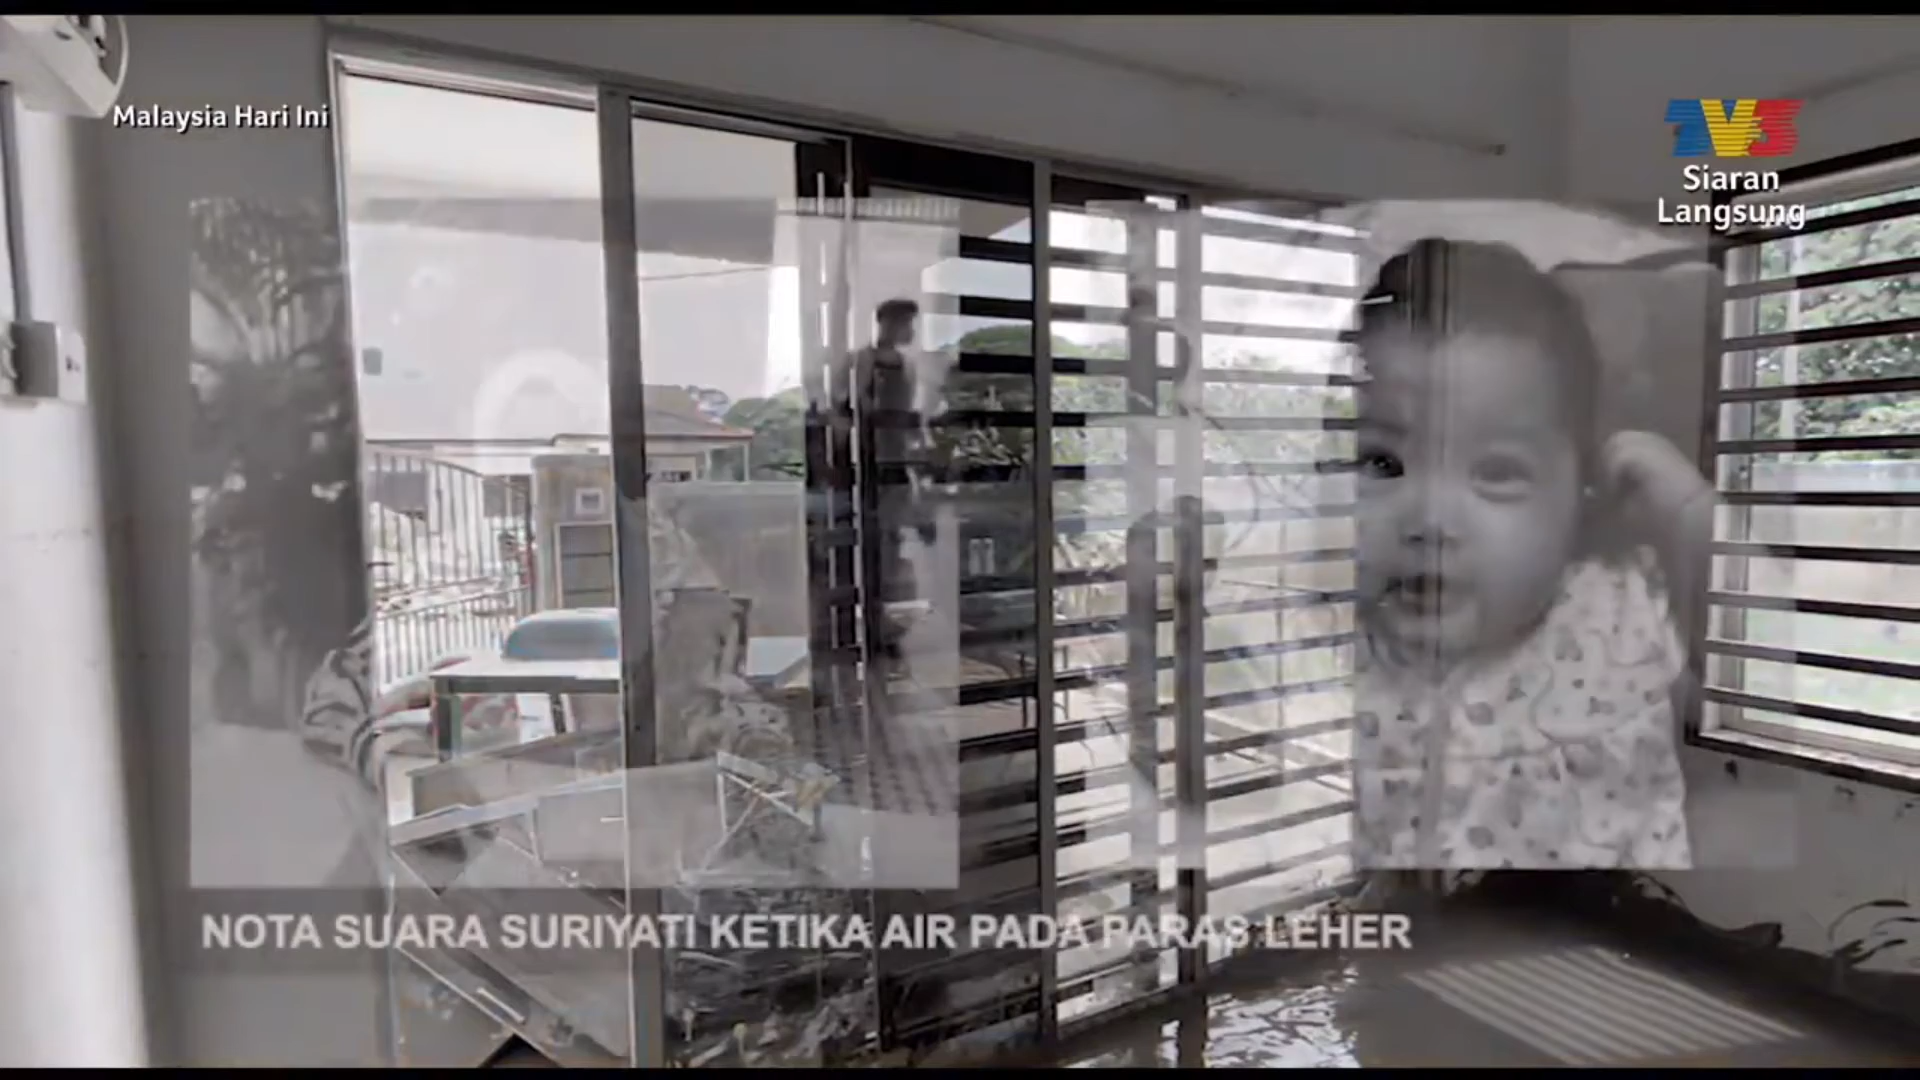 Malaysia Hari Ini
TV3
Siaran
Langsung
NOTA SUARA SURIYATI KETIKA AIR PADA PARAS LEHER